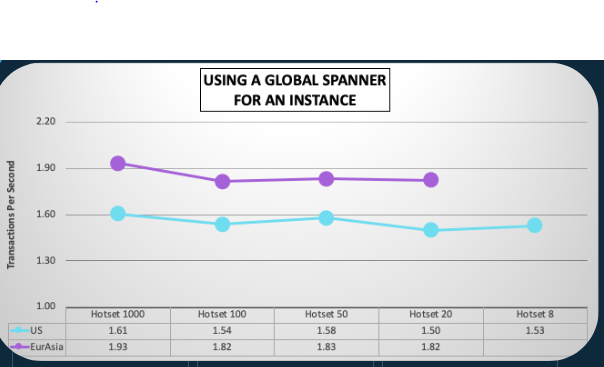 USING A GLOBAL SPANNER
FOR AN INSTANCE
Transactions Per Second
2.20
1.90
1.60
1.30
1.00
Hotset 1000 Hotset 100 Hotset 50 Hotset 20 Hotset 8
US 1.61 1.54 1.58 1.50 1.53
EurAsia 1.93 1.82 1.83 1.82